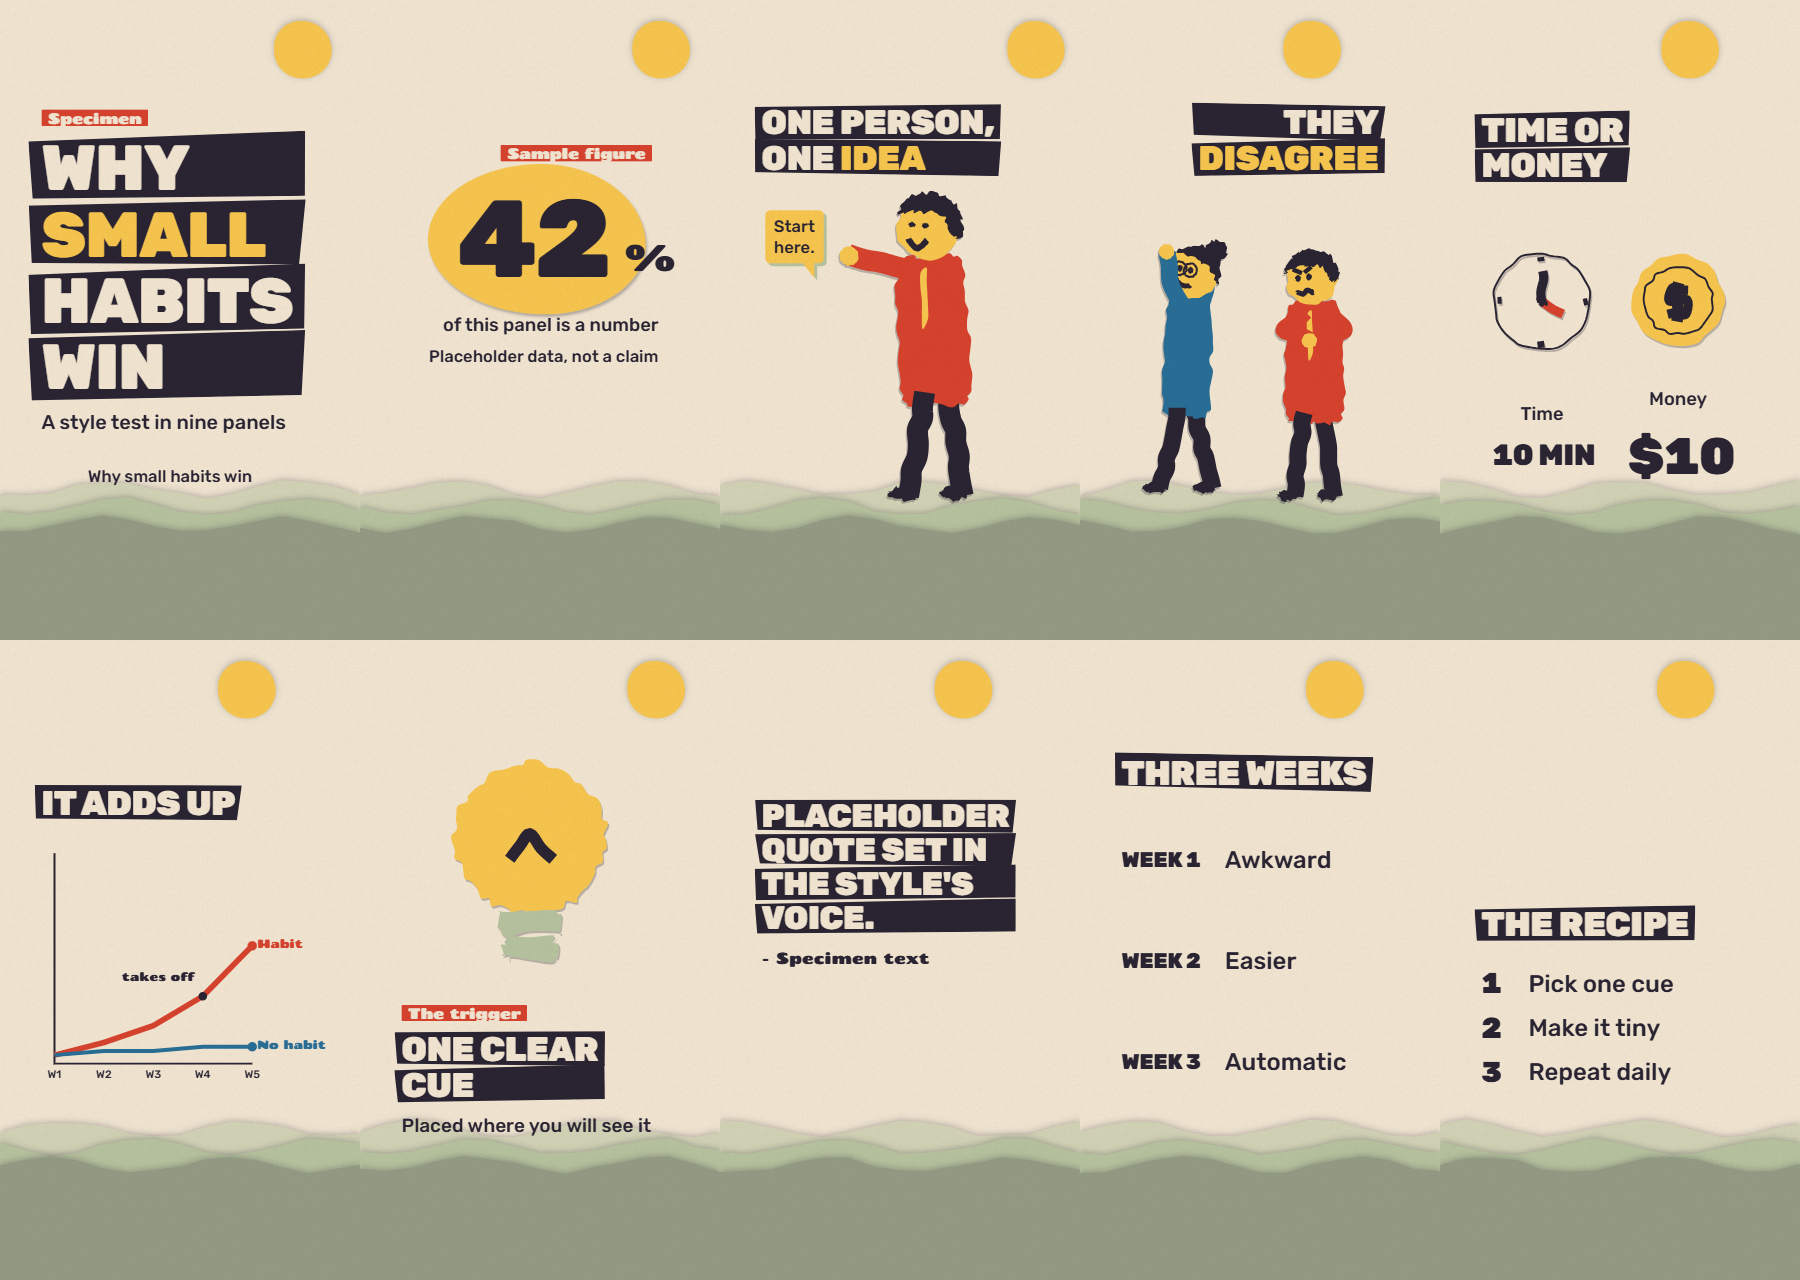 Specimen
WHY
SMALL
HABITS
WIN
A style test in nine panels
Why small habits win
Sample figure
42%
of this panel is a number
Placeholder data, not a claim
ONE PERSON,
ONE IDEA
Start
here.
THEY
DISAGREE
TIME OR
MONEY
$
Time
10 MIN
Money
$10
IT ADDS UP
Habit
takes off
No habit
W1 W2 W3 W4 W5
The trigger
ONE CLEAR
CUE
Placed where you will see it
PLACEHOLDER
QUOTE SET IN
THE STYLE'S
VOICE.
- Specimen text
THREE WEEKS
WEEK 1 Awkward
WEEK 2 Easier
WEEK 3 Automatic
THE RECIPE
1 Pick one cue
2 Make it tiny
3 Repeat daily